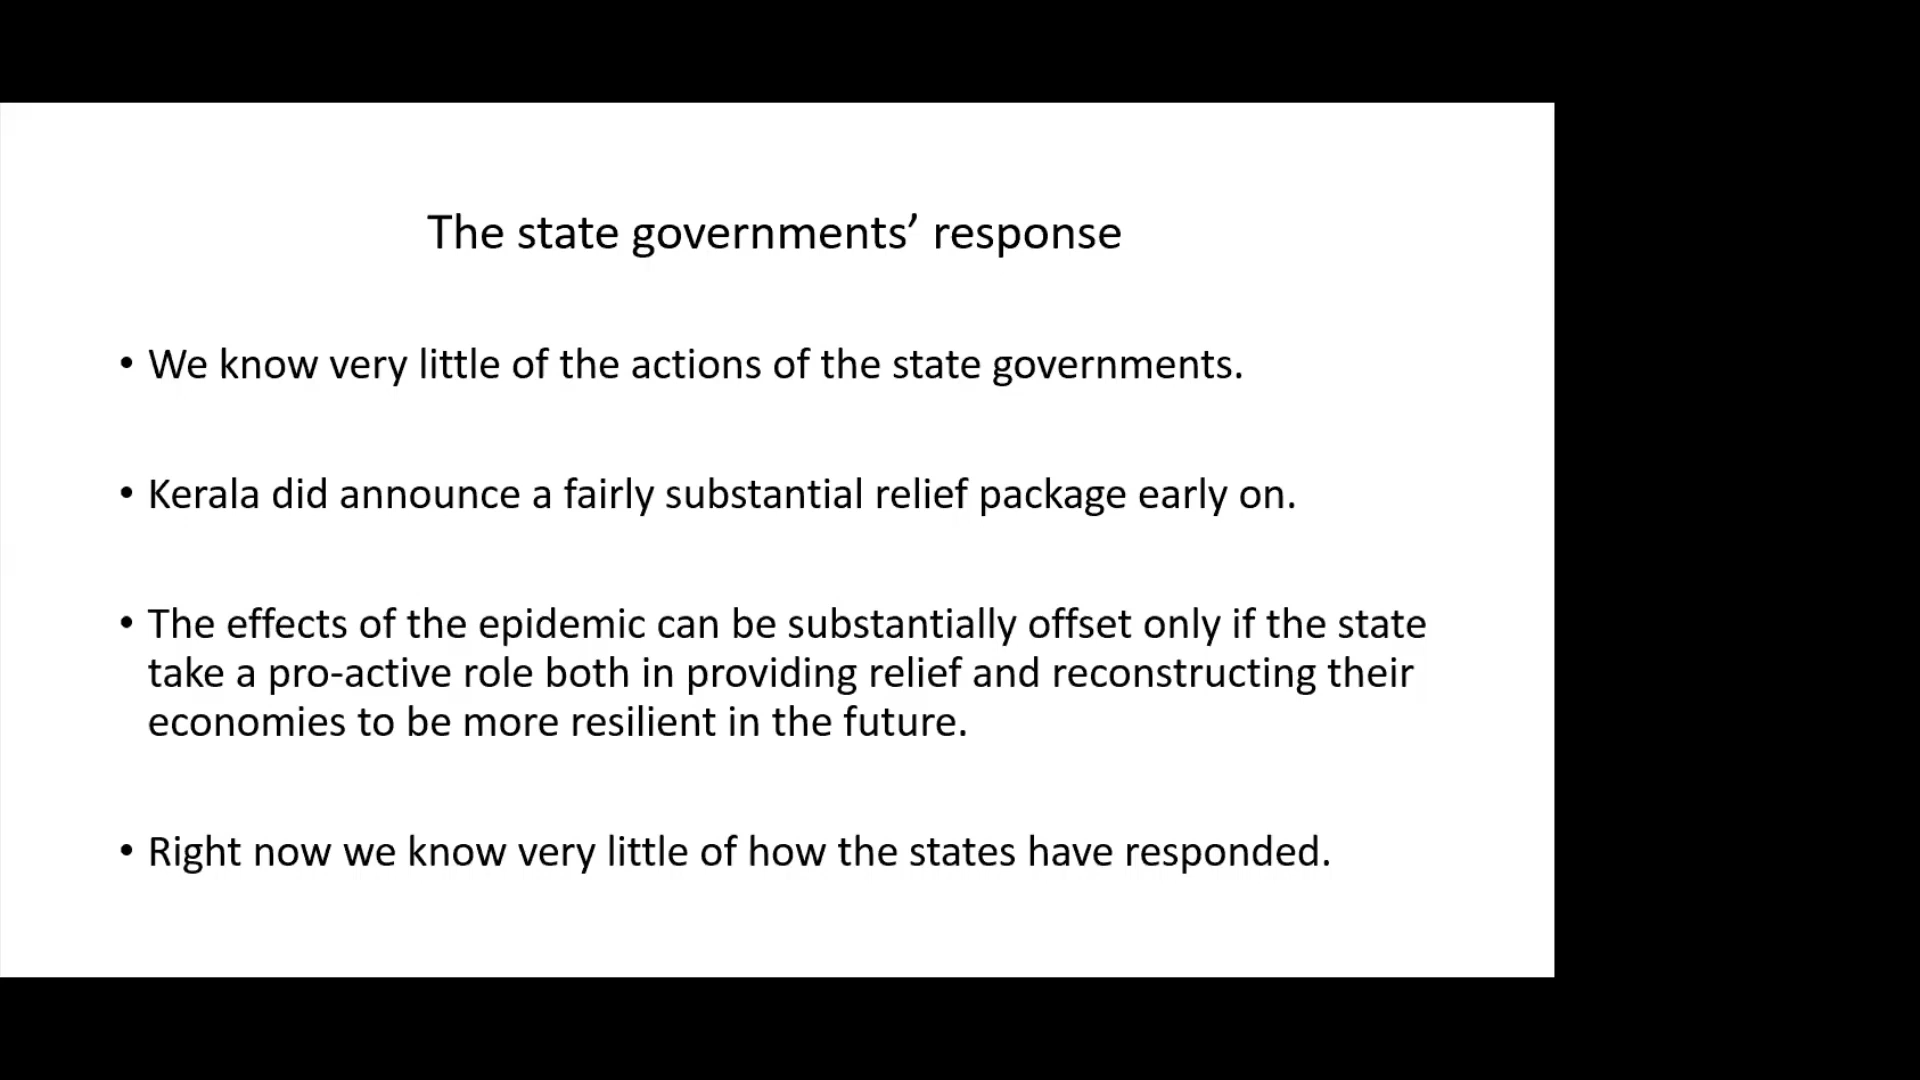 The state governments’ response
• We know very little of the actions of the state governments.
• Kerala did announce a fairly substantial relief package early on.
• The effects of the epidemic can be substantially offset only if the state
take a pro-active role both in providing relief and reconstructing their
economies to be more resilient in the future.
• Right now we know very little of how the states have responded.